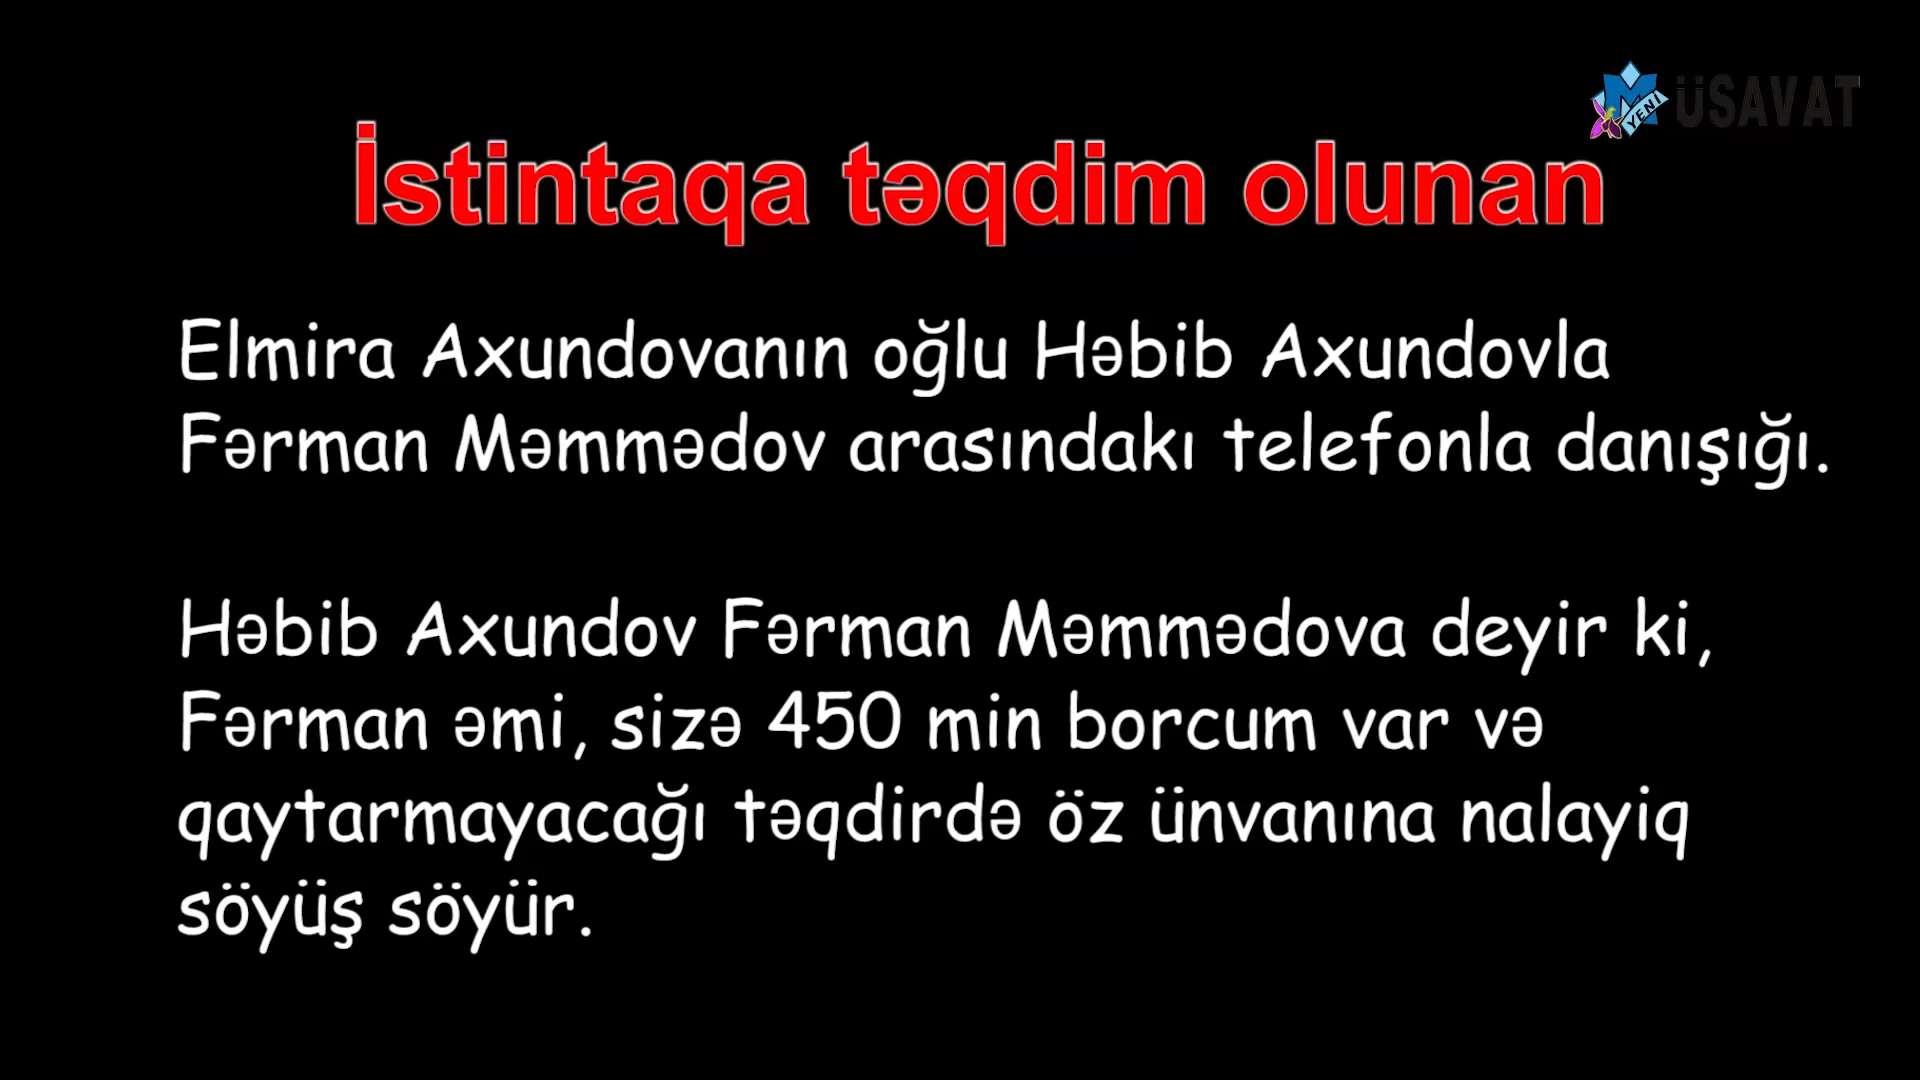 YENİ
MÜSAVAT
İstintaqa təqdim olunan
Elmira Axundovanın oğlu Həbib Axundovla
Fərman Məmmədov arasındakı telefonla danışığı.
Həbib Axundov Fərman Məmmədova deyir ki,
Fərman əmi, sizə 450 min borcum var və
qaytarmayacağı təqdirdə öz ünvanına nalayiq
söyüş söyür.